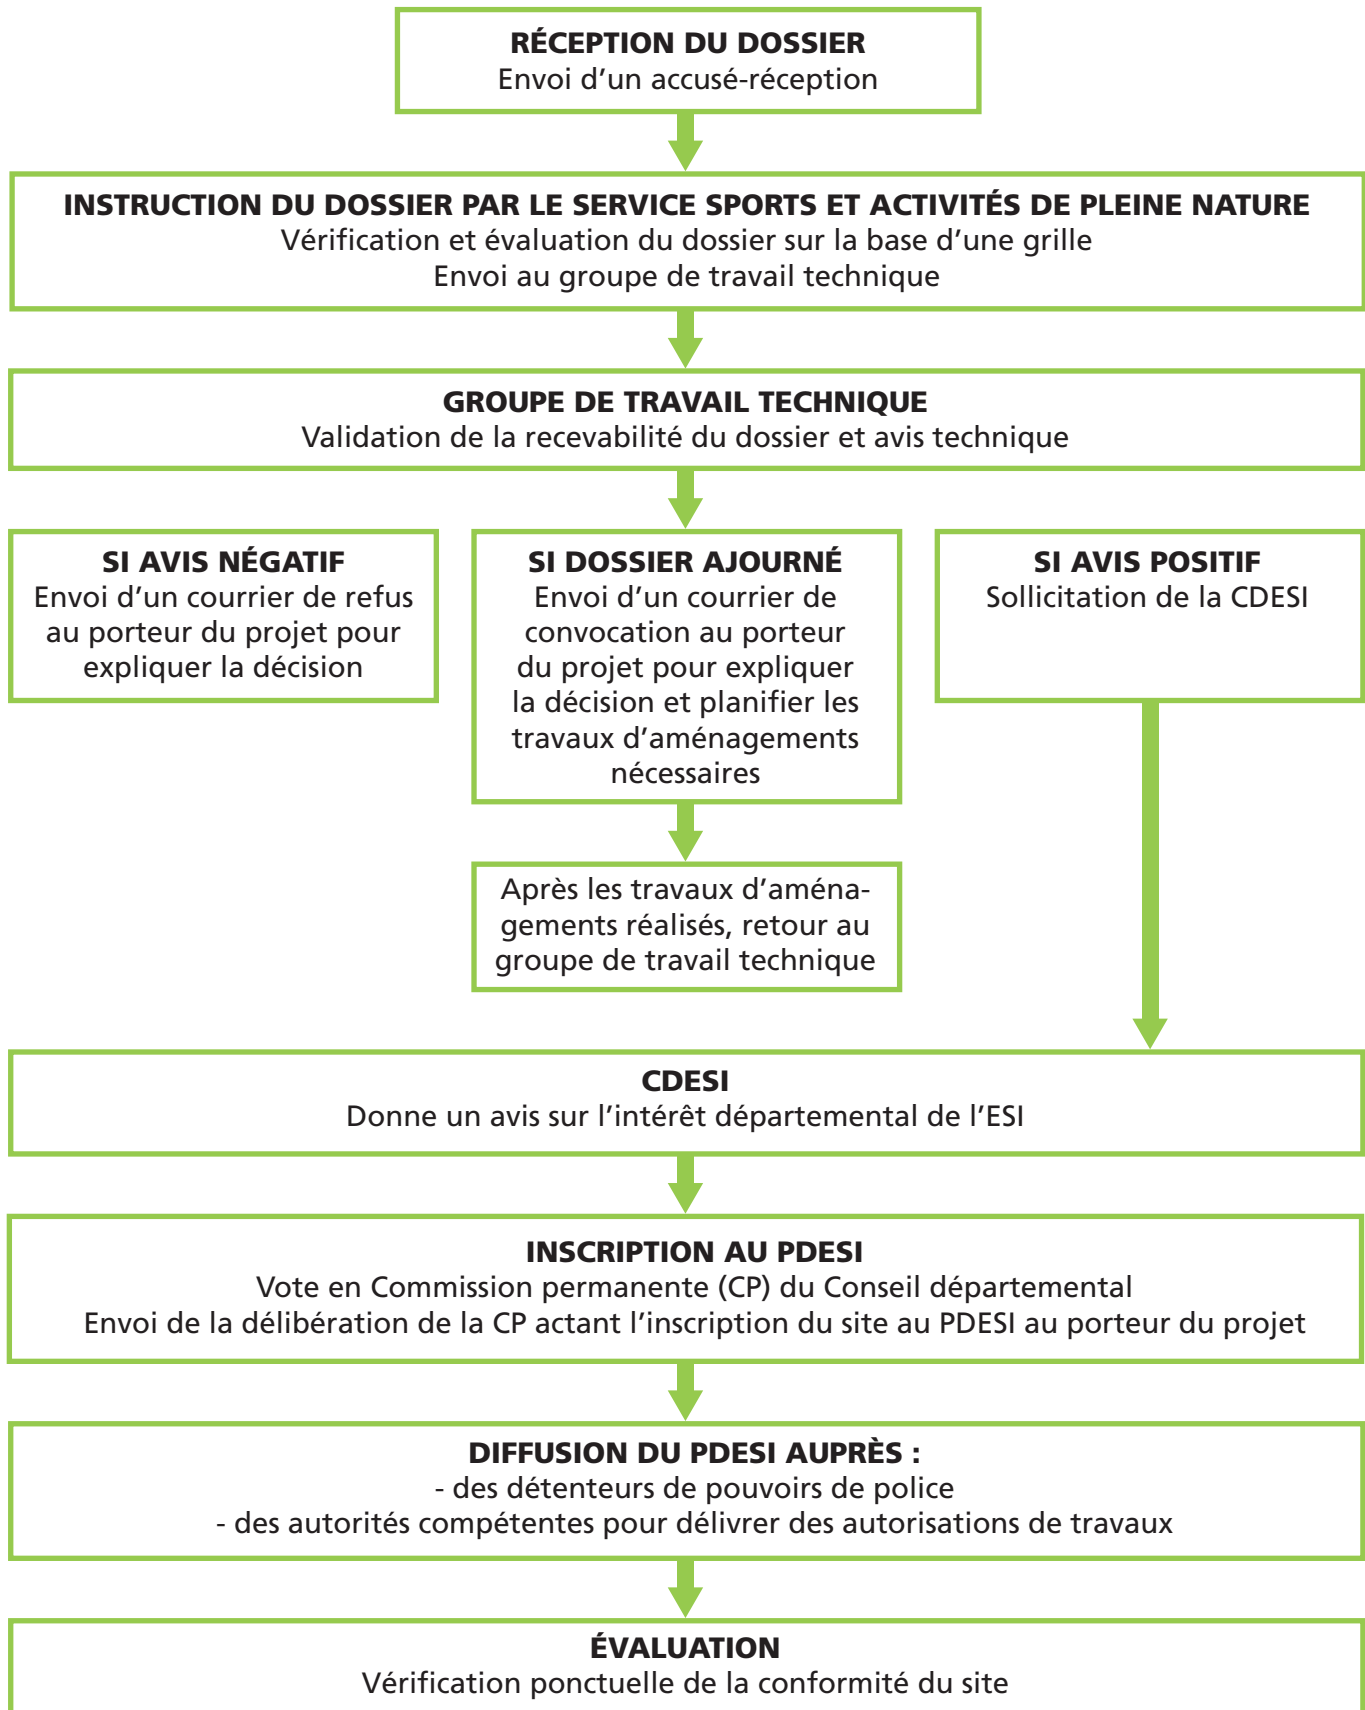 RÉCEPTION DU DOSSIER
Envoi d’un accusé-réception
INSTRUCTION DU DOSSIER PAR LE SERVICE SPORTS ET ACTIVITÉS DE PLEINE NATURE
Vérification et évaluation du dossier sur la base d’une grille
Envoi au groupe de travail technique
GROUPE DE TRAVAIL TECHNIQUE
Validation de la recevabilité du dossier et avis technique
SI AVIS NÉGATIF
Envoi d’un courrier de refus
au porteur du projet pour
expliquer la décision
SI DOSSIER AJOURNÉ
Envoi d’un courrier de
convocation au porteur
du projet pour expliquer
la décision et planifier les
travaux d’aménagements
nécessaires
SI AVIS POSITIF
Sollicitation de la CDESI
Après les travaux d’aména-
gements réalisés, retour au
groupe de travail technique
CDESI
Donne un avis sur l’intérêt départemental de l’ESI
INSCRIPTION AU PDESI
Vote en Commission permanente (CP) du Conseil départemental
Envoi de la délibération de la CP actant l’inscription du site au PDESI au porteur du projet
DIFFUSION DU PDESI AUPRÈS :
- des détenteurs de pouvoirs de police
- des autorités compétentes pour délivrer des autorisations de travaux
ÉVALUATION
Vérification ponctuelle de la conformité du site